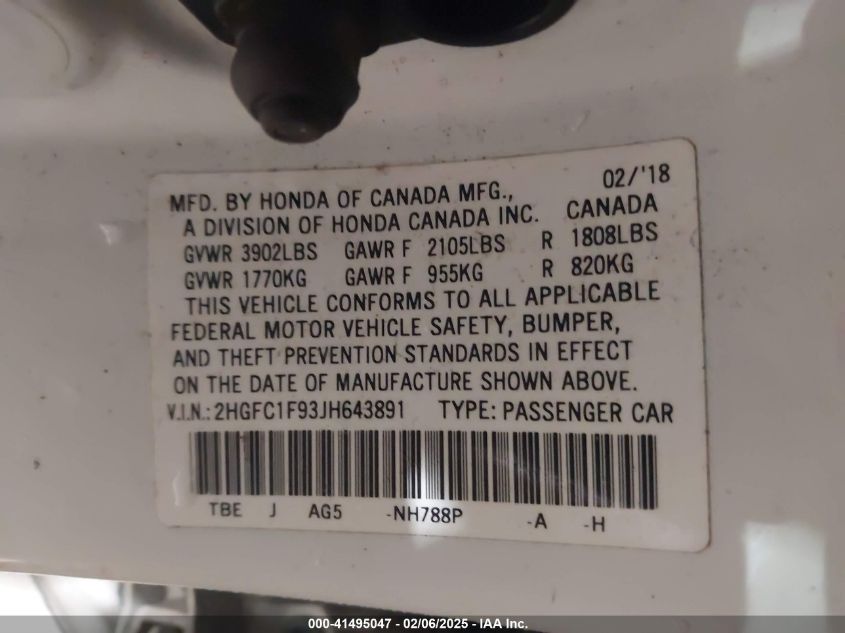 MFD. BY HONDA OF CANADA MFG., 02/'18
A DIVISION OF HONDA CANADA INC. CANADA
GVWR 3902LBS GAWR F 2105LBS R 1808LBS
GVWR 1770KG GAWR F 955KG R 820KG
THIS VEHICLE CONFORMS TO ALL APPLICABLE
FEDERAL MOTOR VEHICLE SAFETY, BUMPER,
AND THEFT PREVENTION STANDARDS IN EFFECT
ON THE DATE OF MANUFACTURE SHOWN ABOVE.
V.I.N.: 2HGFC1F93JH643891 TYPE: PASSENGER CAR
TBE J AG5 -NH788P -A -H
000-41495047 - 02/06/2025 - IAA Inc.